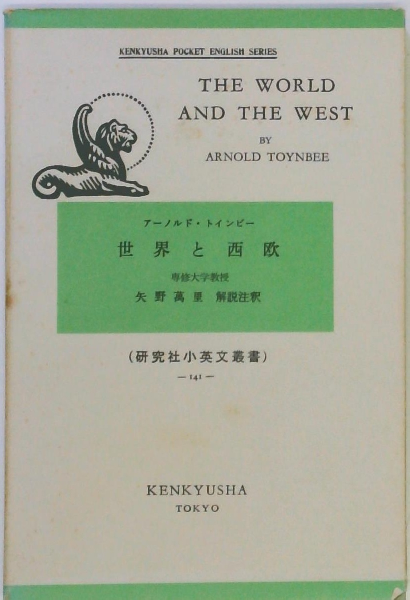 KENKYUSHA POCKET ENGLISH SERIES
THE WORLD
AND THE WEST
BY
ARNOLD TOYNBEE
アーノルド・トインビー
世界と西欧
専修大学教授
矢野萬里 解説注釈
(研究社小英文叢書)
— 141 —
KENKYUSHA
TOKYO